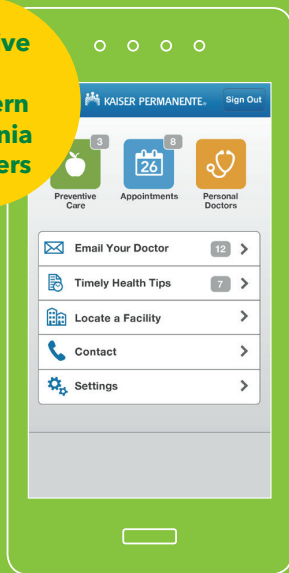 ive
ern
nia
ers
KAISER PERMANENTE®
Sign Out
3
8
26
Preventive
Care
Appointments
Personal
Doctors
Email Your Doctor 12
Timely Health Tips 7
Locate a Facility
Contact
Settings